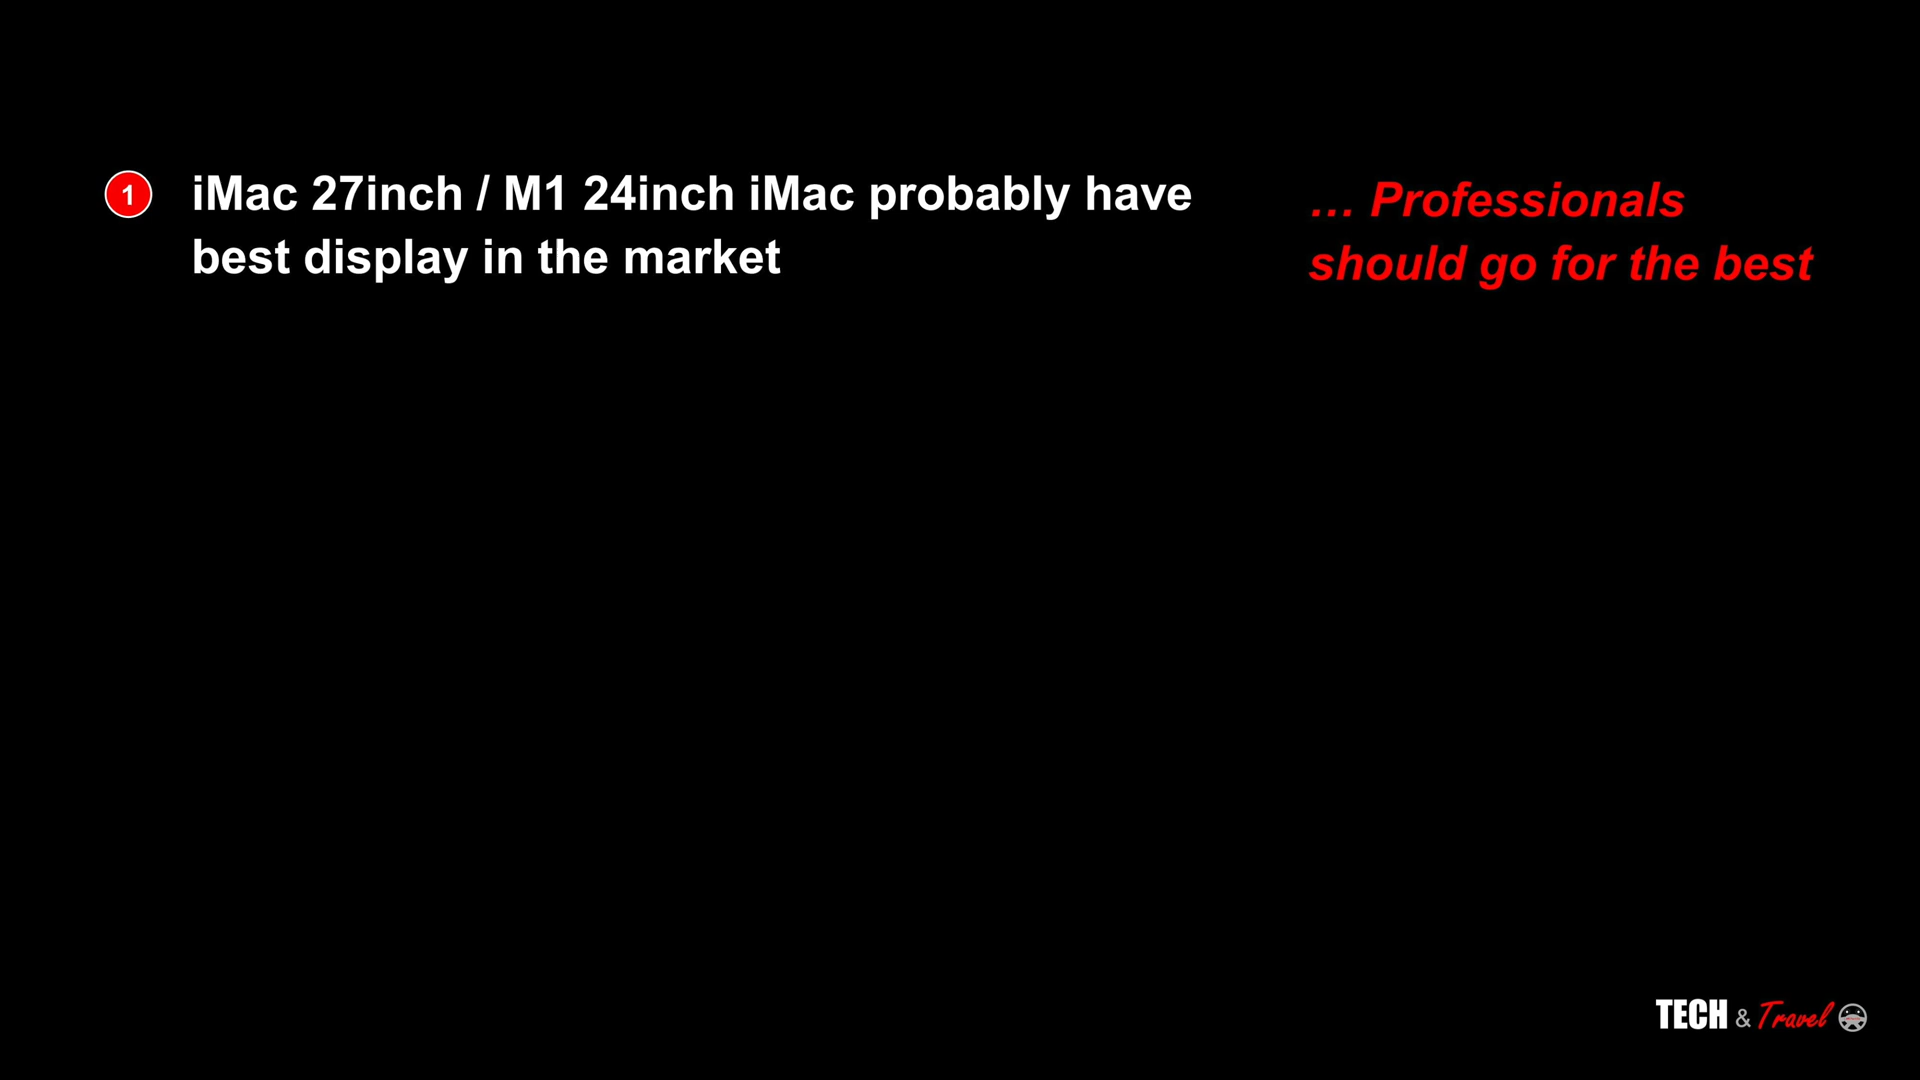 1
iMac 27inch / M1 24inch iMac probably have
best display in the market
... Professionals
should go for the best
TECH & Travel